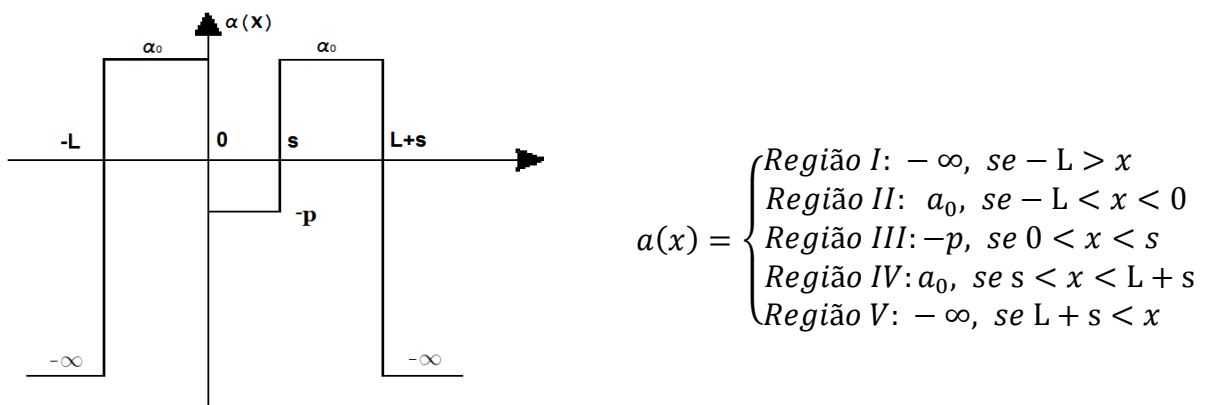 α(x)
α₀ α₀
-L 0 s L+s
-p
-∞ -∞
a(x) =
Região I: − ∞, se − L > x
Região II: a₀, se − L < x < 0
Região III: −p, se 0 < x < s
Região IV: a₀, se s < x < L + s
Região V: − ∞, se L + s < x